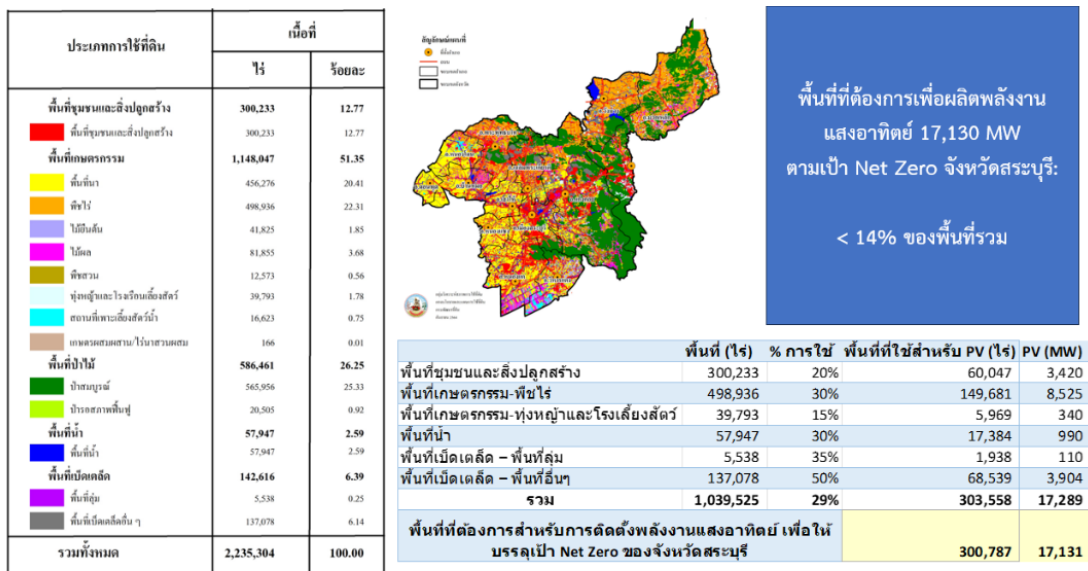 ประเภทการใช้ที่ดิน
เนื้อที่
ไร่ ร้อยละ
พื้นที่ชุมชนและสิ่งปลูกสร้าง 300,233 12.77
พื้นที่ชุมชนและสิ่งปลูกสร้าง 300,233 12.77
พื้นที่เกษตรกรรม 1,148,047 51.35
พื้นที่นา 456,276 20.41
พืชไร่ 498,936 22.31
ไม้ยืนต้น 41,825 1.85
ไม้ผล 81,855 3.68
พืชสวน 12,573 0.56
ทุ่งหญ้าและโรงเรือนเลี้ยงสัตว์ 39,793 1.78
สถานที่เพาะเลี้ยงสัตว์น้ำ 16,623 0.75
เกษตรผสมผสาน/ไร่นาสวนผสม 166 0.01
พื้นที่ป่าไม้ 586,461 26.25
ป่าสมบูรณ์ 565,956 25.33
ป่ารอสภาพฟื้นฟู 20,505 0.92
พื้นที่น้ำ 57,947 2.59
พื้นที่น้ำ 57,947 2.59
พื้นที่เบ็ดเตล็ด 142,616 6.39
พื้นที่ลุ่ม 5,538 0.25
พื้นที่เบ็ดเตล็ดอื่น ๆ 137,078 6.14
รวมทั้งหมด 2,235,304 100.00
สัญลักษณ์แผนที่
พื้นที่ที่ต้องการเพื่อผลิตพลังงาน
แสงอาทิตย์ 17,130 MW
ตามเป้า Net Zero จังหวัดสระบุรี:
< 14% ของพื้นที่รวม
พื้นที่ (ไร่) % การใช้ พื้นที่ที่ใช้สำหรับ PV (ไร่) PV (MW)
พื้นที่ชุมชนและสิ่งปลูกสร้าง 300,233 20% 60,047 3,420
พื้นที่เกษตรกรรม-พืชไร่ 498,936 30% 149,681 8,525
พื้นที่เกษตรกรรม-ทุ่งหญ้าและโรงเลี้ยงสัตว์ 39,793 15% 5,969 340
พื้นที่น้ำ 57,947 30% 17,384 990
พื้นที่เบ็ดเตล็ด – พื้นที่ลุ่ม 5,538 35% 1,938 110
พื้นที่เบ็ดเตล็ด – พื้นที่อื่นๆ 137,078 50% 68,539 3,904
รวม 1,039,525 29% 303,558 17,289
พื้นที่ที่ต้องการสำหรับการติดตั้งพลังงานแสงอาทิตย์ เพื่อให้
บรรลุเป้า Net Zero ของจังหวัดสระบุรี 300,787 17,131